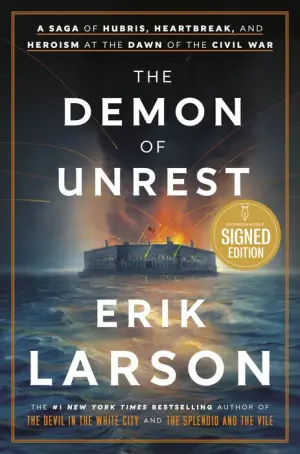 A SAGA OF HUBRIS, HEARTBREAK, AND
HEROISM AT THE DAWN OF THE CIVIL WAR
THE
DEMON
OF
UNREST
BARNES & NOBLE
SIGNED
EDITION
ERIK
LARSON
THE #1 NEW YORK TIMES BESTSELLING AUTHOR OF
THE DEVIL IN THE WHITE CITY AND THE SPLENDID AND THE VILE